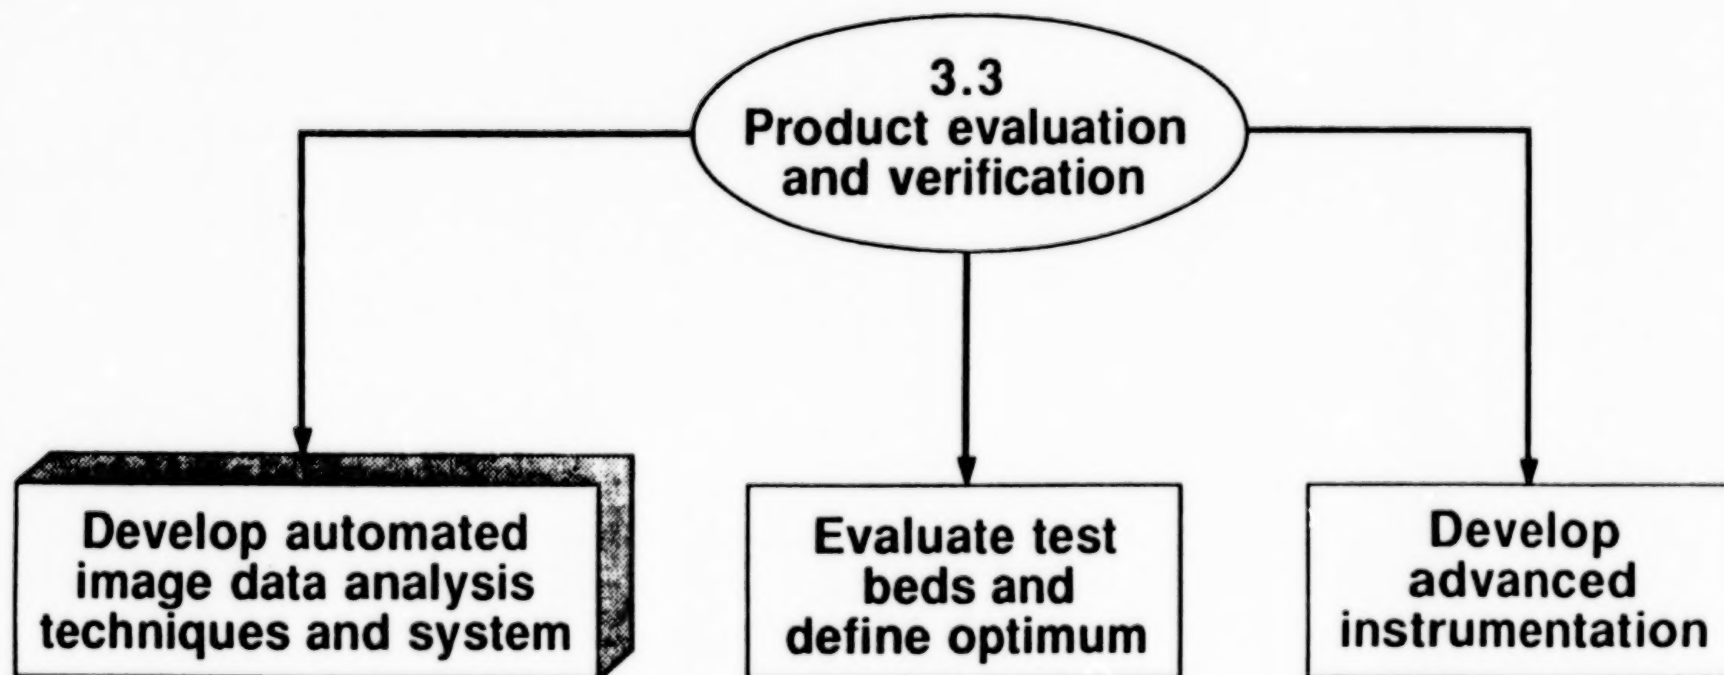 3.3
Product evaluation
and verification
Develop automated
image data analysis
techniques and system
Evaluate test
beds and
define optimum
Develop
advanced
instrumentation